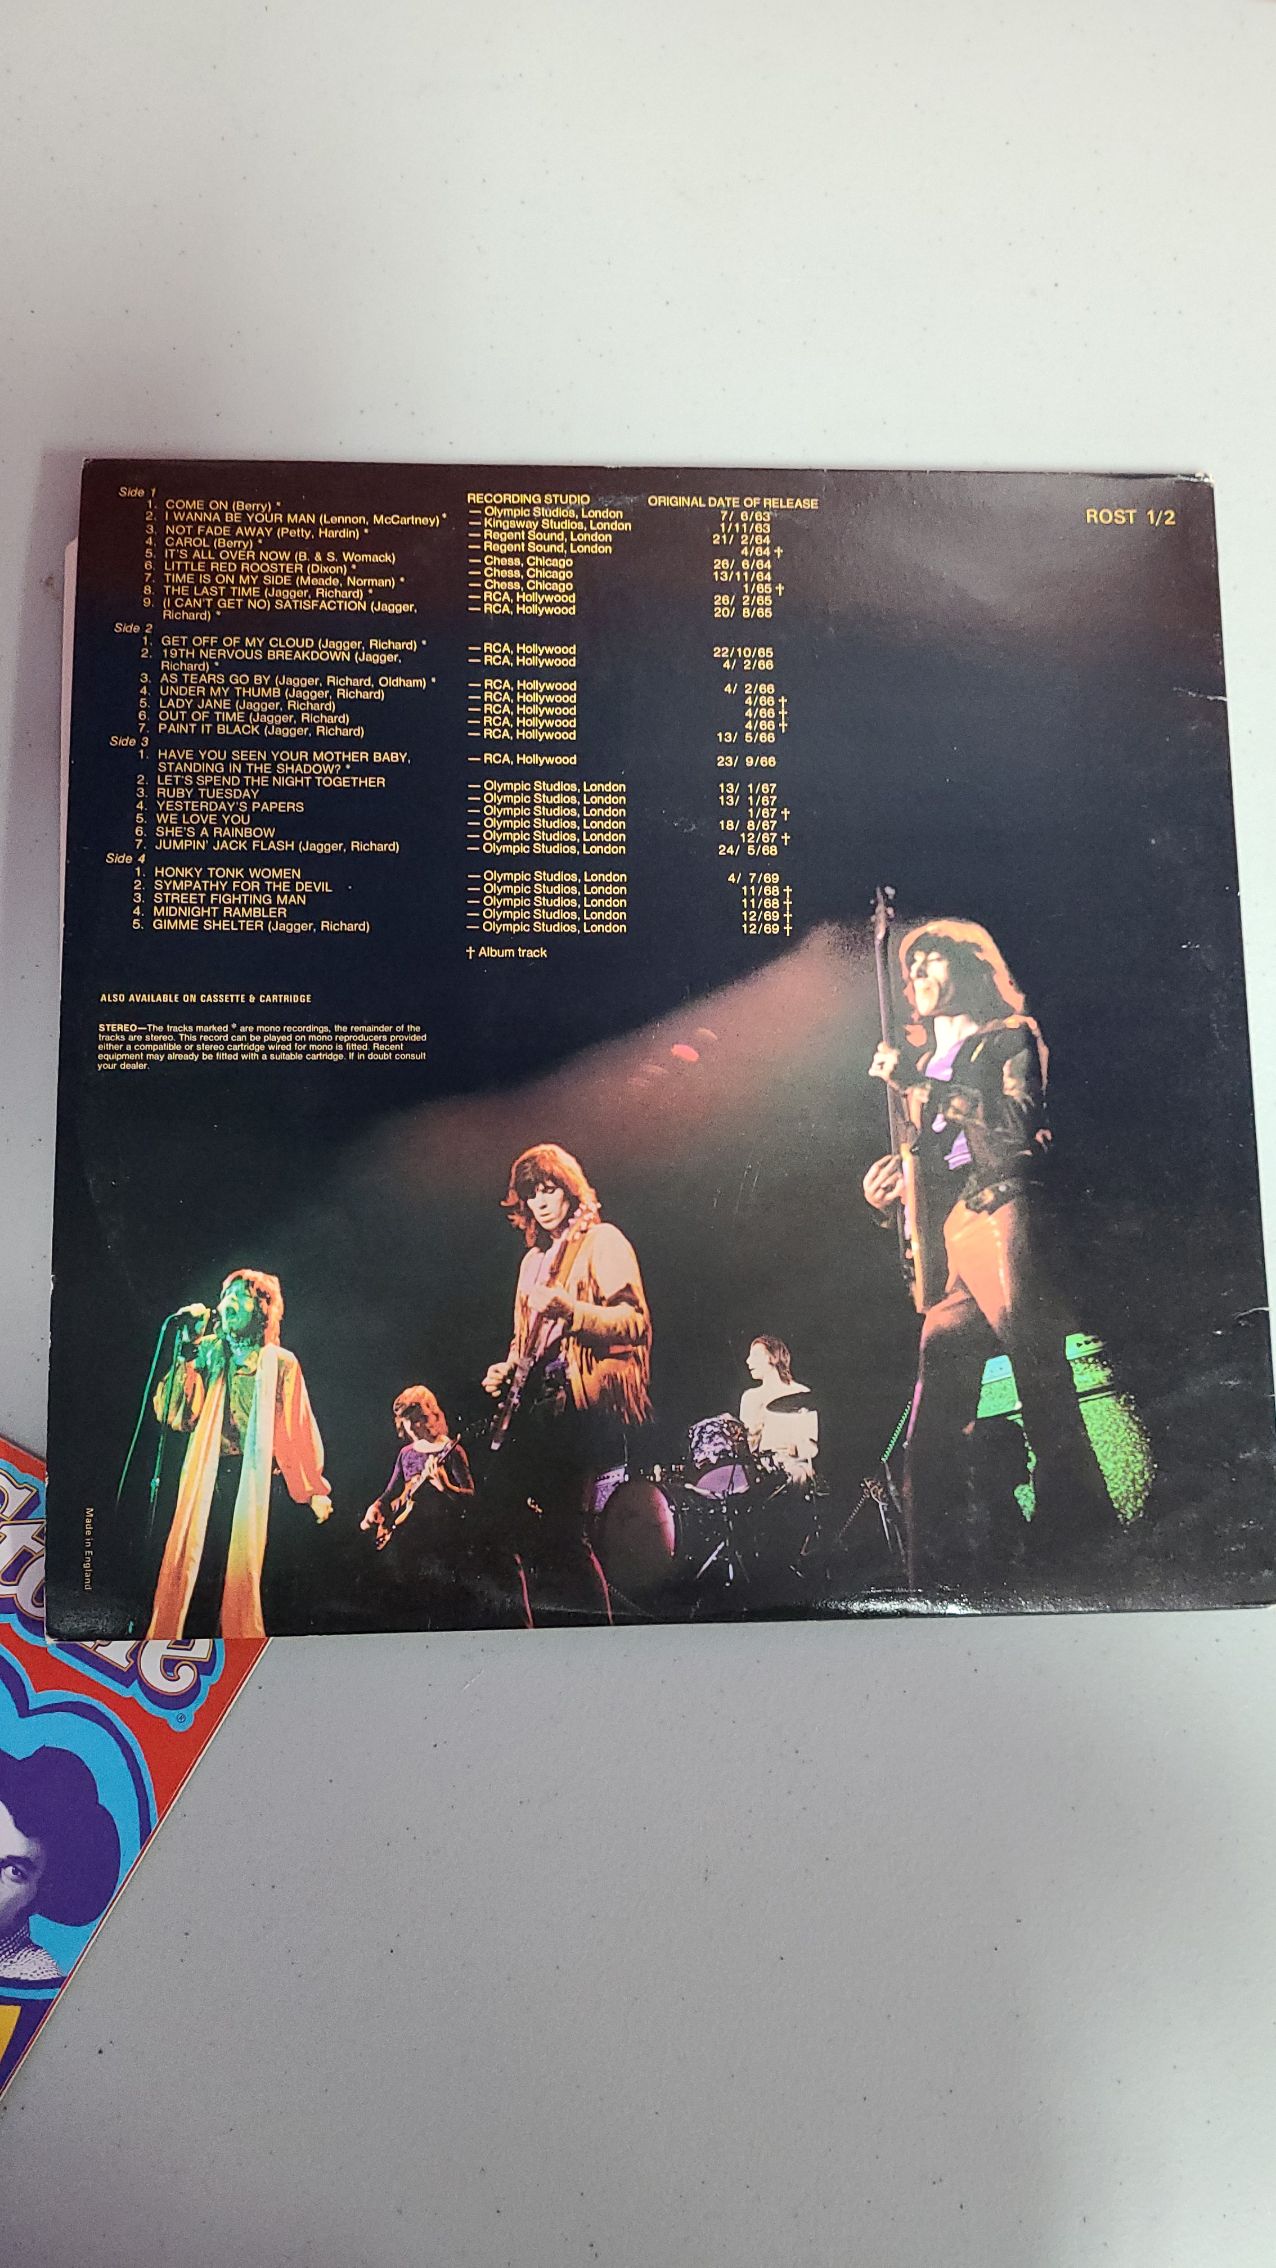 ROST 1/2
RECORDING STUDIO ORIGINAL DATE OF RELEASE
Side 1
1. COME ON (Berry) * — Olympic Studios, London 7/ 6/63
2. I WANNA BE YOUR MAN (Lennon, McCartney) * — Kingsway Studios, London 1/11/63
3. NOT FADE AWAY (Petty, Hardin) * — Regent Sound, London 21/ 2/64
4. CAROL (Berry) * — Regent Sound, London 4/64 †
5. IT'S ALL OVER NOW (B. & S. Womack) — Chess, Chicago 26/ 6/64
6. LITTLE RED ROOSTER (Dixon) * — Chess, Chicago 13/11/64
7. TIME IS ON MY SIDE (Meade, Norman) * — Chess, Chicago 1/65 †
8. THE LAST TIME (Jagger, Richard) * — RCA, Hollywood 26/ 2/65
9. (I CAN'T GET NO) SATISFACTION (Jagger, — RCA, Hollywood 20/ 8/65
Richard) *
Side 2
1. GET OFF OF MY CLOUD (Jagger, Richard) * — RCA, Hollywood 22/10/65
2. 19TH NERVOUS BREAKDOWN (Jagger, — RCA, Hollywood 4/ 2/66
Richard) *
3. AS TEARS GO BY (Jagger, Richard, Oldham) * — RCA, Hollywood 4/ 2/66
4. UNDER MY THUMB (Jagger, Richard) — RCA, Hollywood 4/66 †
5. LADY JANE (Jagger, Richard) — RCA, Hollywood 4/66 †
6. OUT OF TIME (Jagger, Richard) — RCA, Hollywood 4/66 †
7. PAINT IT BLACK (Jagger, Richard) — RCA, Hollywood 13/ 5/66
Side 3
1. HAVE YOU SEEN YOUR MOTHER BABY, — RCA, Hollywood 23/ 9/66
STANDING IN THE SHADOW? *
2. LET'S SPEND THE NIGHT TOGETHER — Olympic Studios, London 13/ 1/67
3. RUBY TUESDAY — Olympic Studios, London 13/ 1/67
4. YESTERDAY'S PAPERS — Olympic Studios, London 1/67 †
5. WE LOVE YOU — Olympic Studios, London 18/ 8/67
6. SHE'S A RAINBOW — Olympic Studios, London 12/67 †
7. JUMPIN' JACK FLASH (Jagger, Richard) — Olympic Studios, London 24/ 5/68
Side 4
1. HONKY TONK WOMEN — Olympic Studios, London 4/ 7/69
2. SYMPATHY FOR THE DEVIL — Olympic Studios, London 11/68 †
3. STREET FIGHTING MAN — Olympic Studios, London 11/68 †
4. MIDNIGHT RAMBLER — Olympic Studios, London 12/69 †
5. GIMME SHELTER (Jagger, Richard) — Olympic Studios, London 12/69 †
† Album track
ALSO AVAILABLE ON CASSETTE & CARTRIDGE
STEREO—The tracks marked * are mono recordings, the remainder of the
tracks are stereo. This record can be played on mono reproducers provided
either a compatible or stereo cartridge wired for mono is fitted. Recent
equipment may already be fitted with a suitable cartridge. If in doubt consult
your dealer.
Made in England